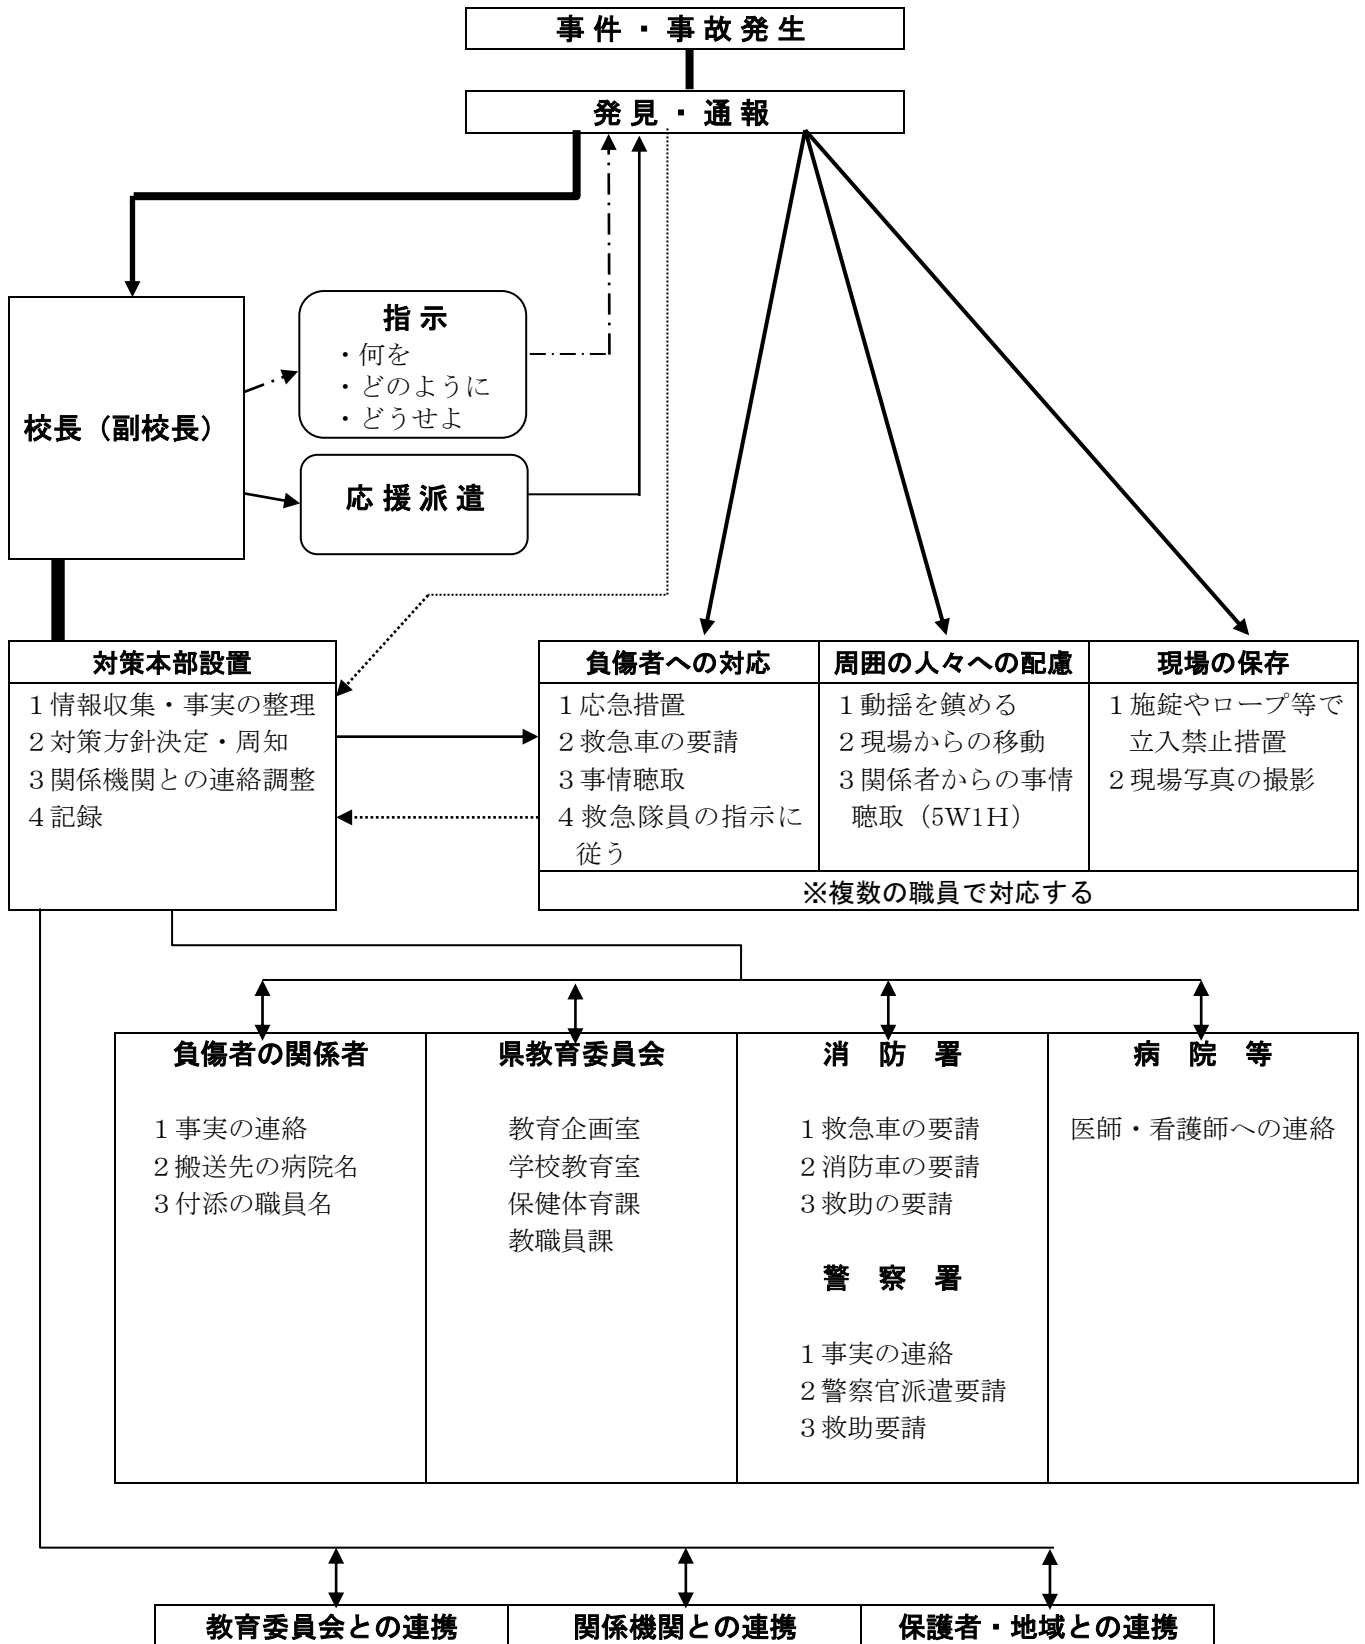 事件・事故発生
発見・通報
校長（副校長）
指示
・何を
・どのように
・どうせよ
応援派遣
対策本部設置
１情報収集・事実の整理
２対策方針決定・周知
３関係機関との連絡調整
４記録
負傷者への対応
１応急措置
２救急車の要請
３事情聴取
４救急隊員の指示に
従う
周囲の人々への配慮
１動揺を鎮める
２現場からの移動
３関係者からの事情
聴取（5W1H）
現場の保存
１施錠やロープ等で
立入禁止措置
２現場写真の撮影
※複数の職員で対応する
負傷者の関係者
１事実の連絡
２搬送先の病院名
３付添の職員名
県教育委員会
教育企画室
学校教育室
保健体育課
教職員課
消　防　署
１救急車の要請
２消防車の要請
３救助の要請
警　察　署
１事実の連絡
２警察官派遣要請
３救助要請
病　院　等
医師・看護師への連絡
教育委員会との連携
関係機関との連携
保護者・地域との連携